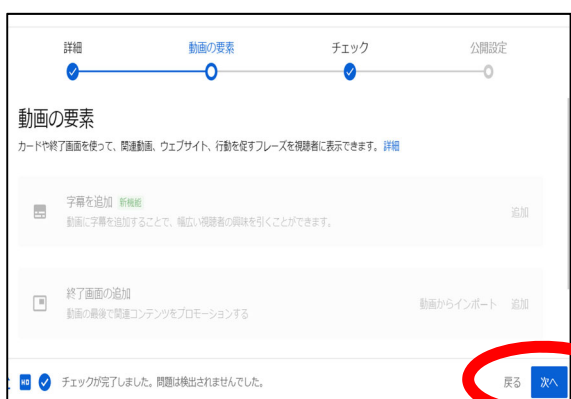 詳細 動画の要素 チェック 公開設定
動画の要素
カードや終了画面を使って、関連動画、ウェブサイト、行動を促すフレーズを視聴者に表示できます。 詳細
字幕を追加 新機能
動画に字幕を追加することで、幅広い視聴者の興味を引くことができます。
追加
終了画面の追加
動画の最後で関連コンテンツをプロモーションする
動画からインポート 追加
HD チェックが完了しました。問題は検出されませんでした。
戻る 次へ